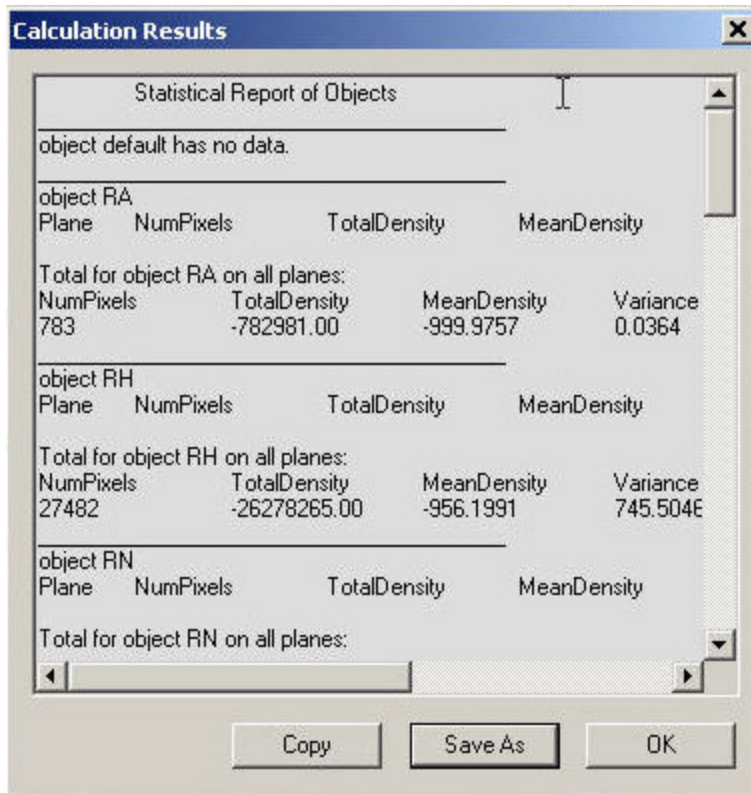 Calculation Results
Statistical Report of Objects
object default has no data.
object RA
Plane NumPixels TotalDensity MeanDensity
Total for object RA on all planes:
NumPixels TotalDensity MeanDensity Variance
783 -782981.00 -999.9757 0.0364
object RH
Plane NumPixels TotalDensity MeanDensity
Total for object RH on all planes:
NumPixels TotalDensity MeanDensity Variance
27482 -26278265.00 -956.1991 745.5046
object RN
Plane NumPixels TotalDensity MeanDensity
Total for object RN on all planes:
Copy Save As OK